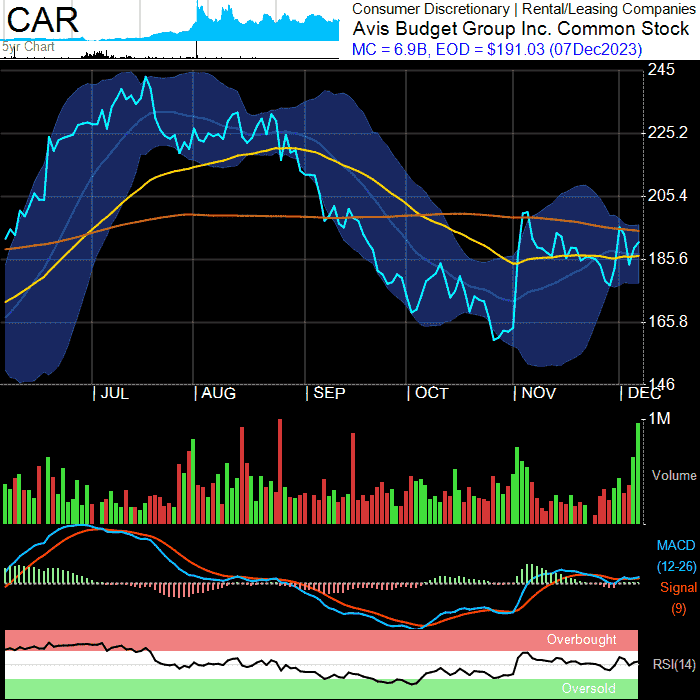 CAR
5yr Chart
Consumer Discretionary | Rental/Leasing Companies
Avis Budget Group Inc. Common Stock
MC = 6.9B, EOD = $191.03 (07Dec2023)
245
225.2
205.4
185.6
165.8
146
JUL AUG SEP OCT NOV DEC
1M
Volume
MACD
(12-26)
Signal
(9)
Overbought
RSI(14)
Oversold